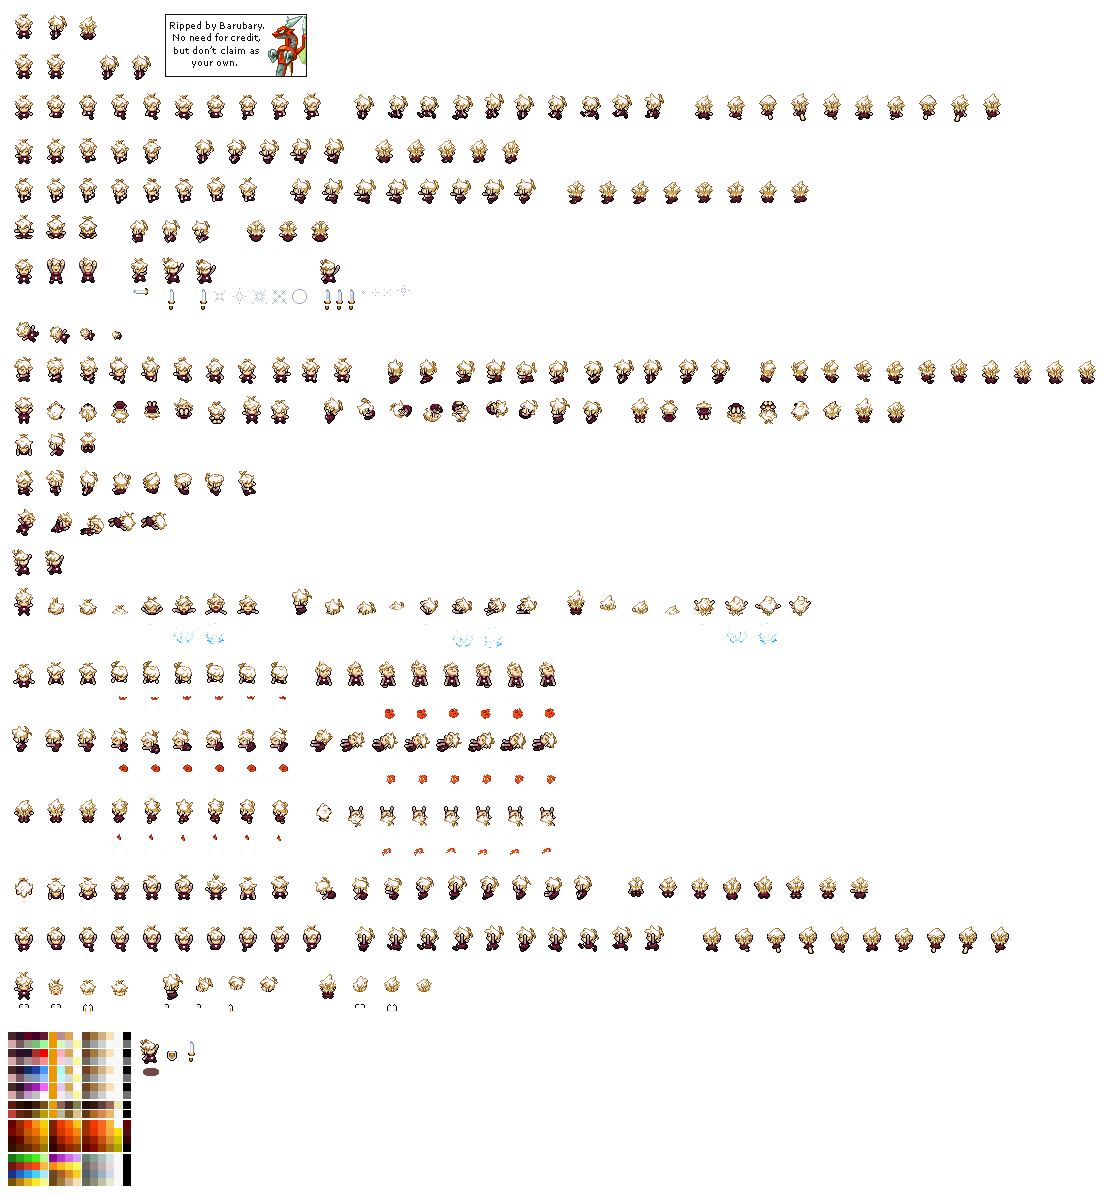 Ripped by Barubary.
No need for credit,
but don't claim as
your own.